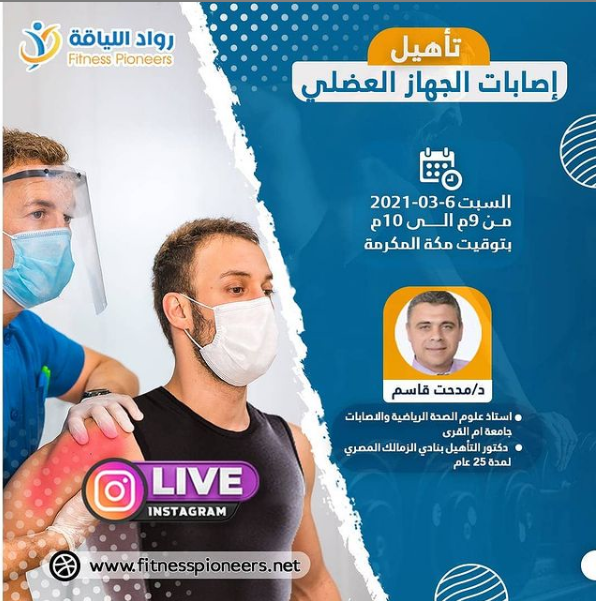 رواد اللياقة
Fitness Pioneers
تأهيل
إصابات الجهاز العضلي
السبت 6-03-2021
مـن 9م الـــى 10م
بتوقيت مكة المكرمة
د/مدحت قاسم
استاذ علوم الصحة الرياضية والاصابات
جامعة ام القرى
دكتور التأهيل بنادي الزمالك المصري
لمدة 25 عام
LIVE
INSTAGRAM
www.fitnesspioneers.net